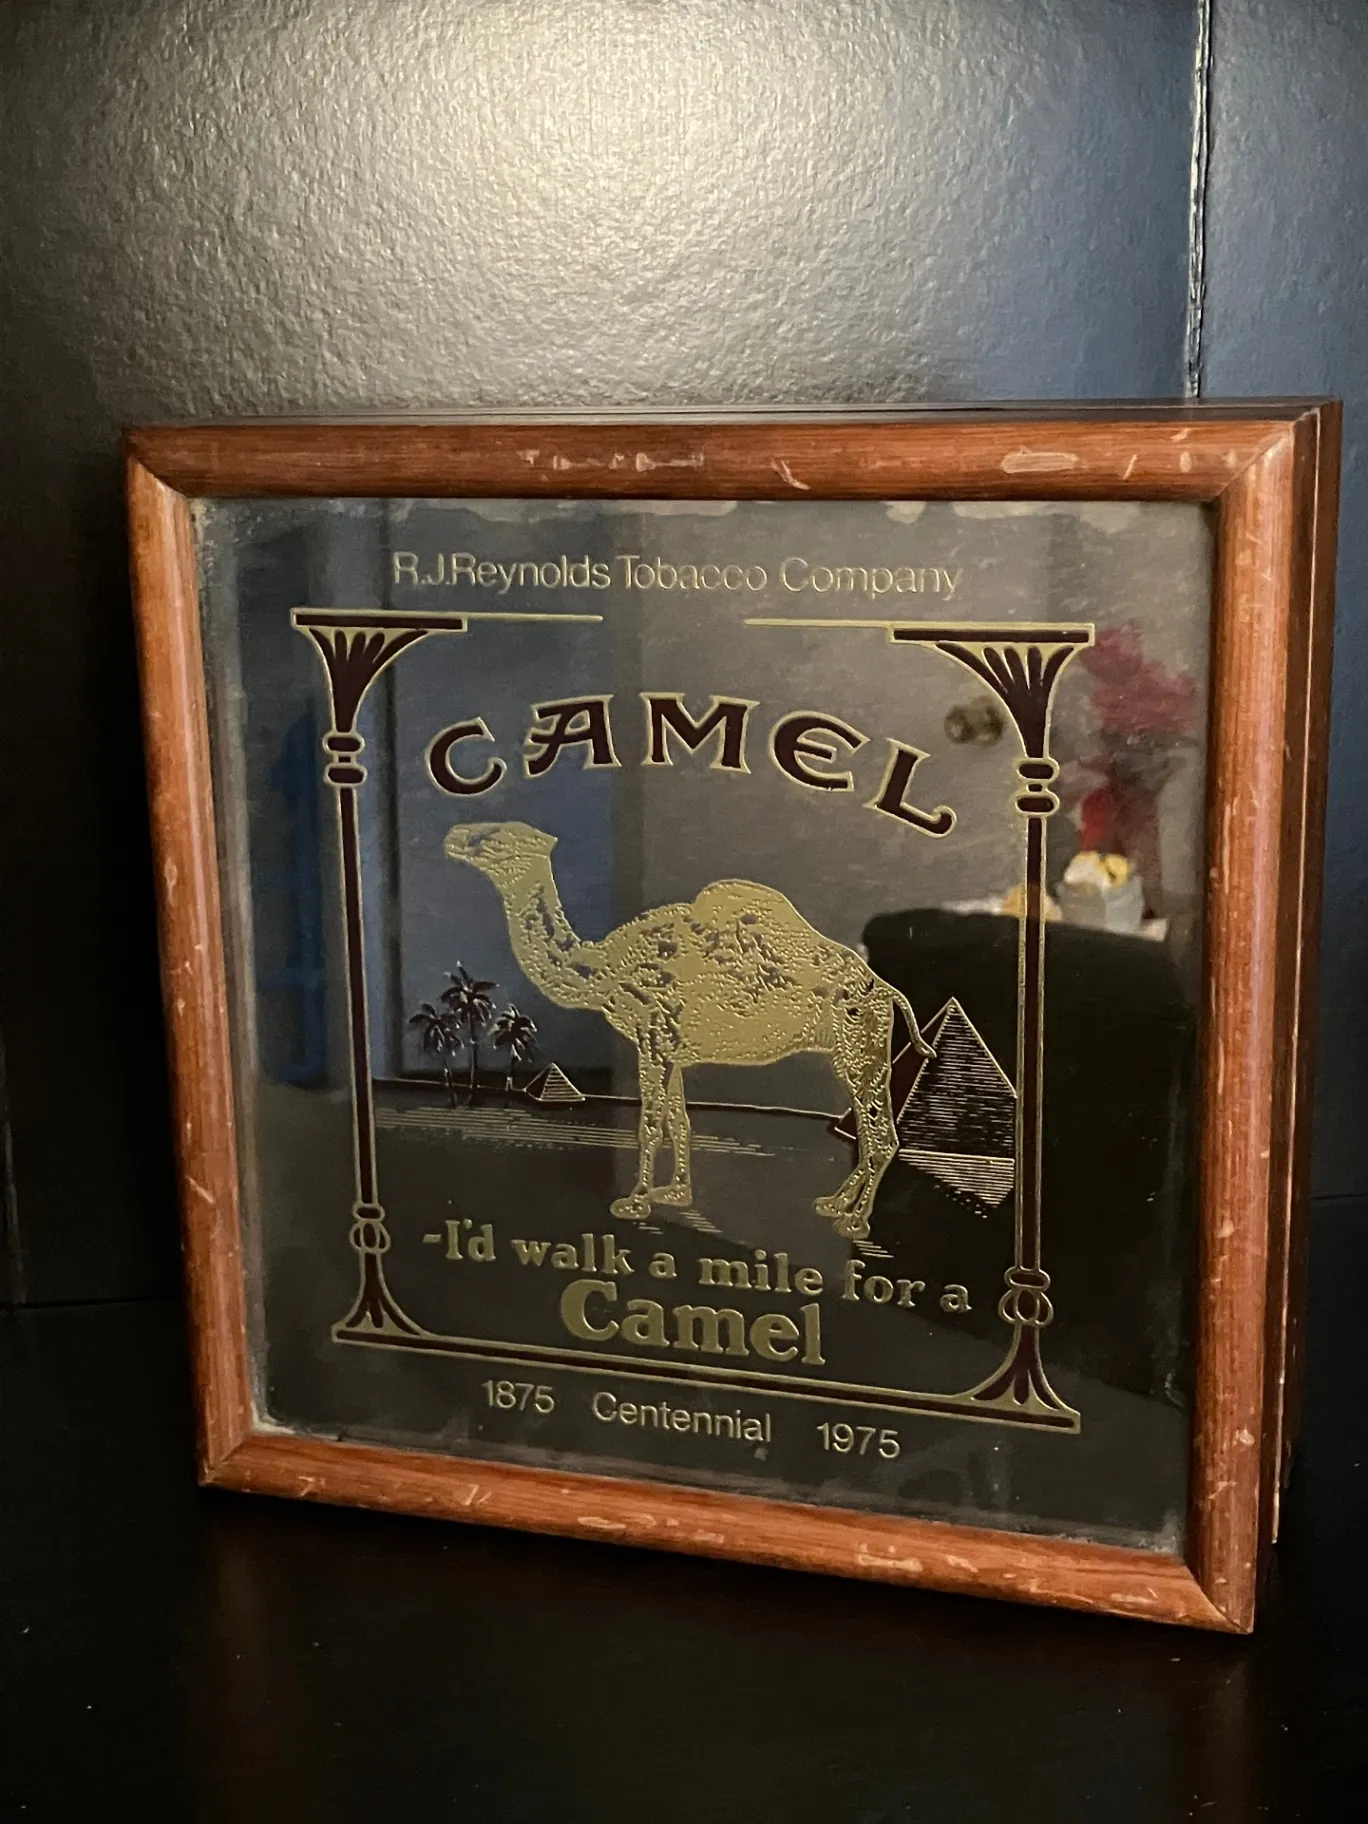 R.J.Reynolds Tobacco Company
CAMEL
-I'd walk a mile for a
Camel
1875 Centennial 1975